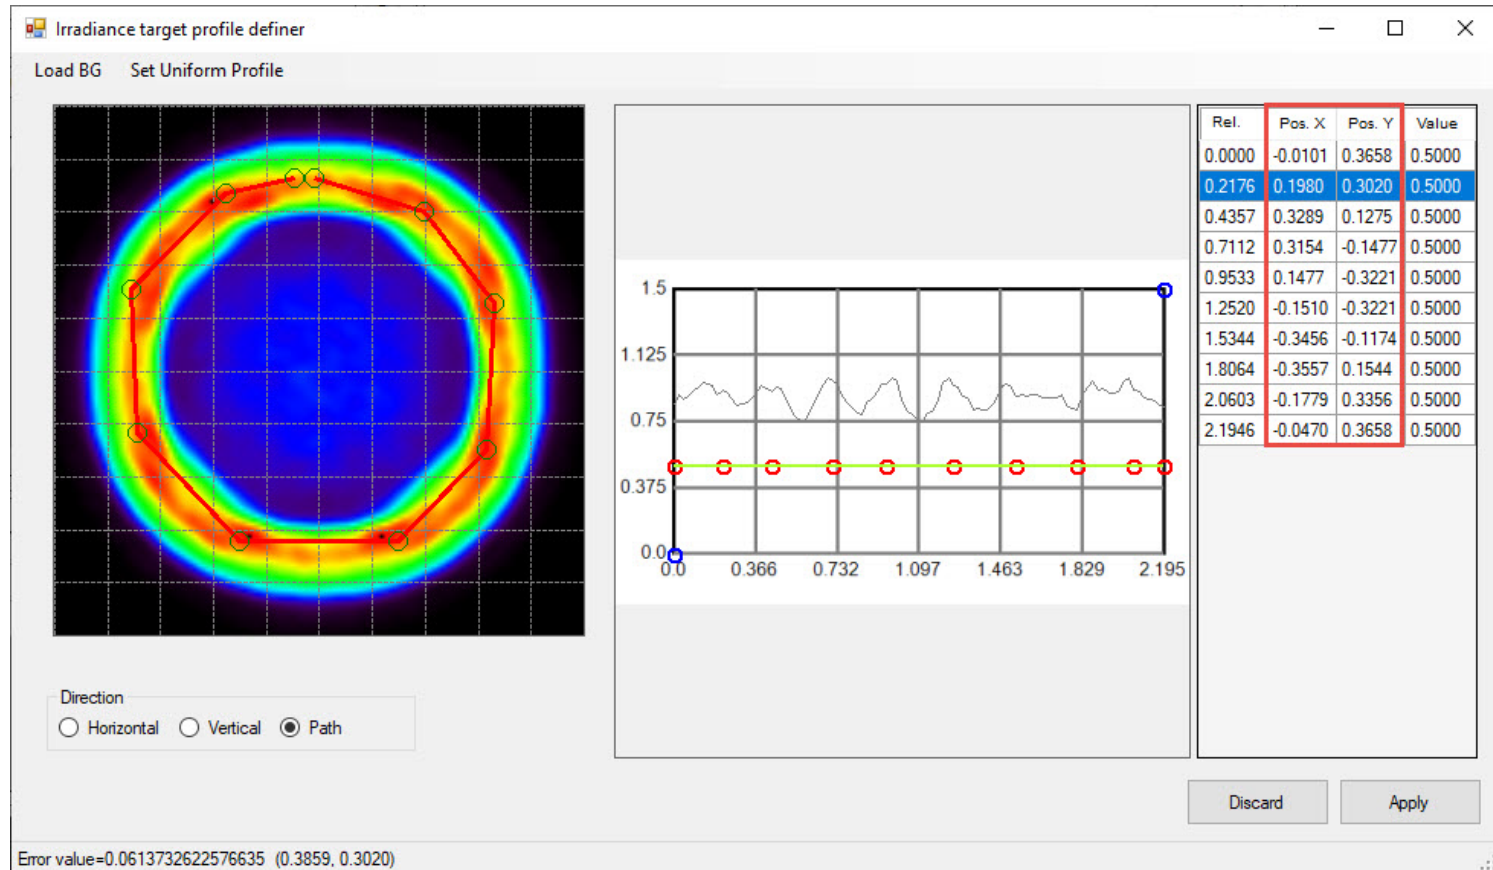 Irradiance target profile definer
Load BG Set Uniform Profile
Rel. Pos. X Pos. Y Value
0.0000 -0.0101 0.3658 0.5000
0.2176 0.1980 0.3020 0.5000
0.4357 0.3289 0.1275 0.5000
0.7112 0.3154 -0.1477 0.5000
0.9533 0.1477 -0.3221 0.5000
1.2520 -0.1510 -0.3221 0.5000
1.5344 -0.3456 -0.1174 0.5000
1.8064 -0.3557 0.1544 0.5000
2.0603 -0.1779 0.3356 0.5000
2.1946 -0.0470 0.3658 0.5000
1.5
1.125
0.75
0.375
0.0
0.0 0.366 0.732 1.097 1.463 1.829 2.195
Direction
Horizontal Vertical Path
Discard Apply
Error value=0.0613732622576635 (0.3859, 0.3020)